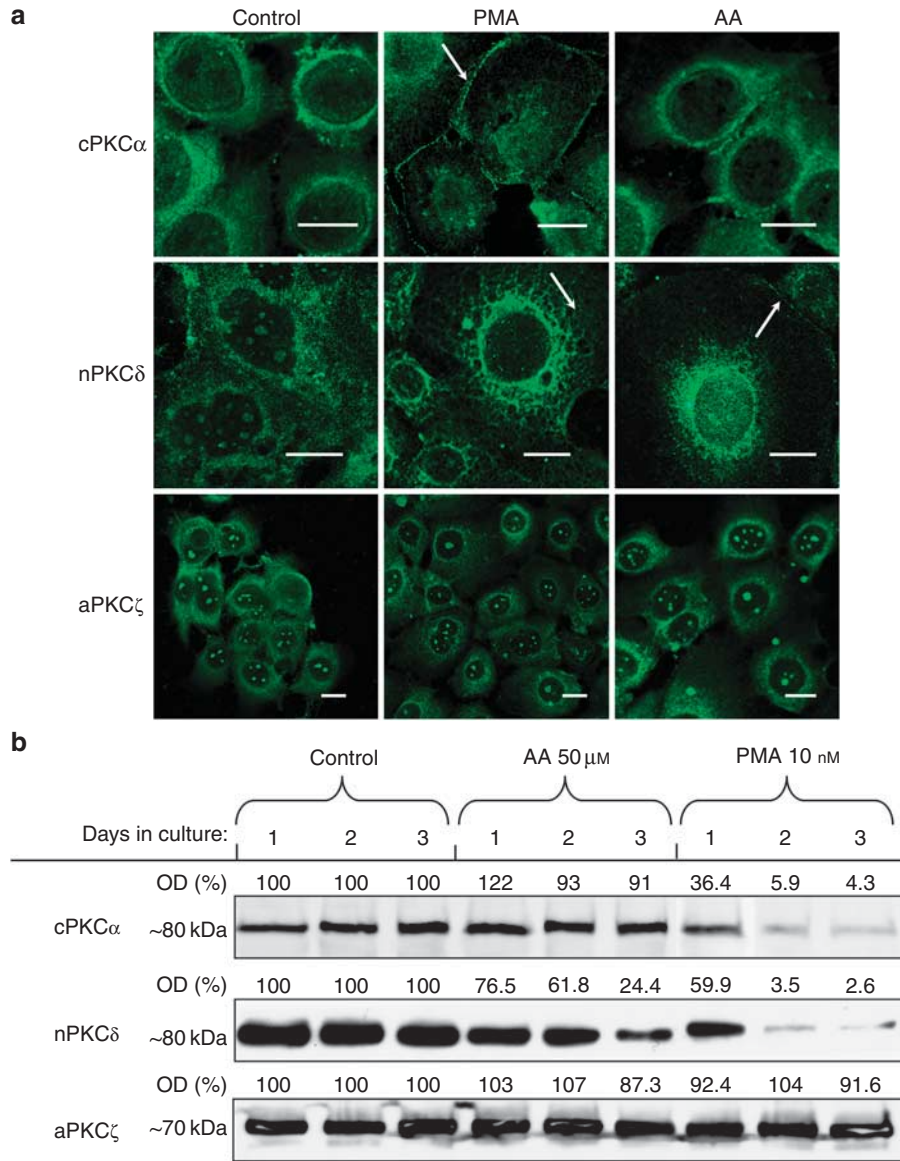 a
Control PMA AA
cPKCα
nPKCδ
aPKCζ
b
Control AA 50 µM PMA 10 nM
Days in culture: 1 2 3 1 2 3 1 2 3
OD (%) 100 100 100 122 93 91 36.4 5.9 4.3
cPKCα ~80 kDa
OD (%) 100 100 100 76.5 61.8 24.4 59.9 3.5 2.6
nPKCδ ~80 kDa
OD (%) 100 100 100 103 107 87.3 92.4 104 91.6
aPKCζ ~70 kDa